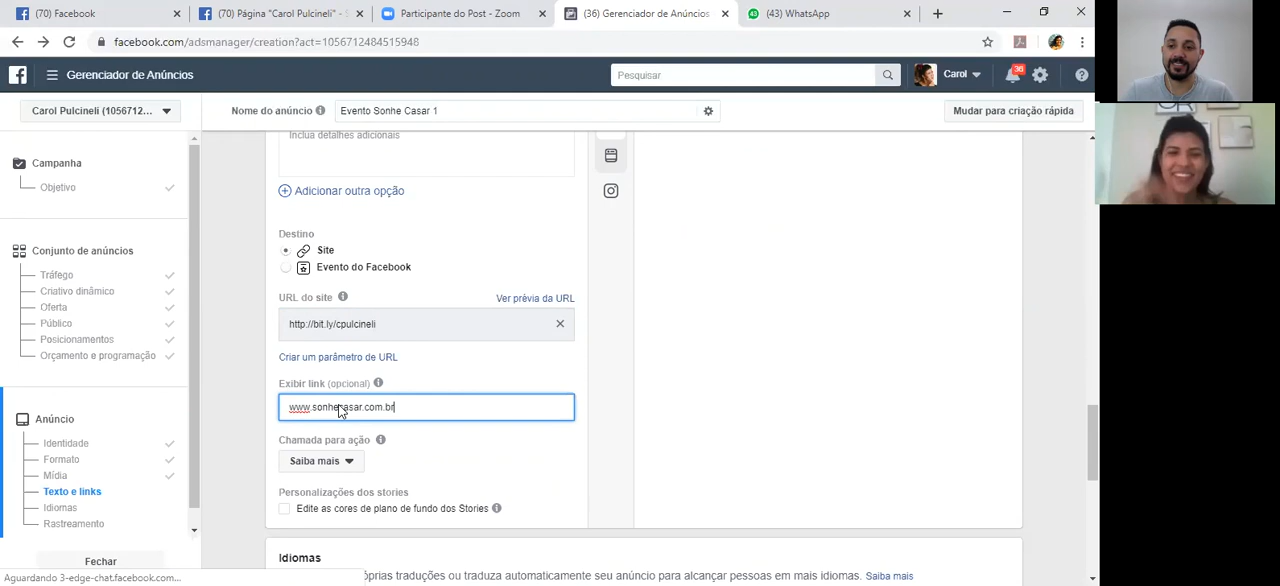 (70) Facebook
(70) Página "Carol Pulcineli" - S
Participante do Post - Zoom
(36) Gerenciador de Anúncios
(43) WhatsApp
facebook.com/adsmanager/creation?act=1056712484515948
Gerenciador de Anúncios
Pesquisar
Carol
36
Carol Pulcineli (1056712...
Nome do anúncio
Evento Sonhe Casar 1
Mudar para criação rápida
Campanha
Objetivo
Conjunto de anúncios
Tráfego
Criativo dinâmico
Oferta
Público
Posicionamentos
Orçamento e programação
Anúncio
Identidade
Formato
Mídia
Texto e links
Idiomas
Rastreamento
Fechar
Aguardando 3-edge-chat.facebook.com...
Inclua detalhes adicionais
Adicionar outra opção
Destino
Site
Evento do Facebook
URL do site
Ver prévia da URL
http://bit.ly/cpulcineli
Criar um parâmetro de URL
Exibir link (opcional)
www.sonhecasar.com.br
Chamada para ação
Saiba mais
Personalizações dos stories
Edite as cores de plano de fundo dos Stories
Idiomas
óprias traduções ou traduza automaticamente seu anúncio para alcançar pessoas em mais idiomas. Saiba mais